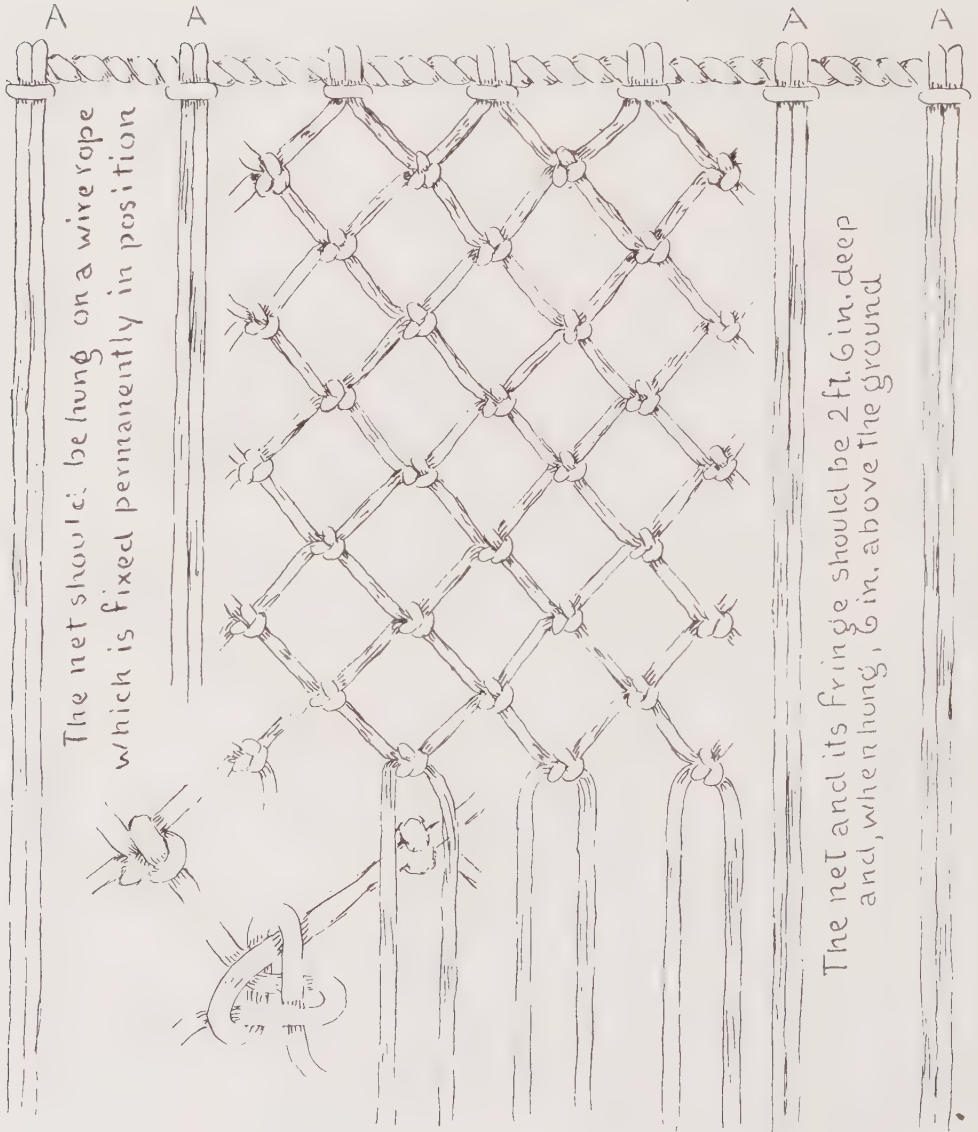 A
A
A
A
The net should be hung on a wire rope
which is fixed permanently in position
The net and its fringe should be 2 ft. 6 in. deep
and, when hung, 6 in. above the ground